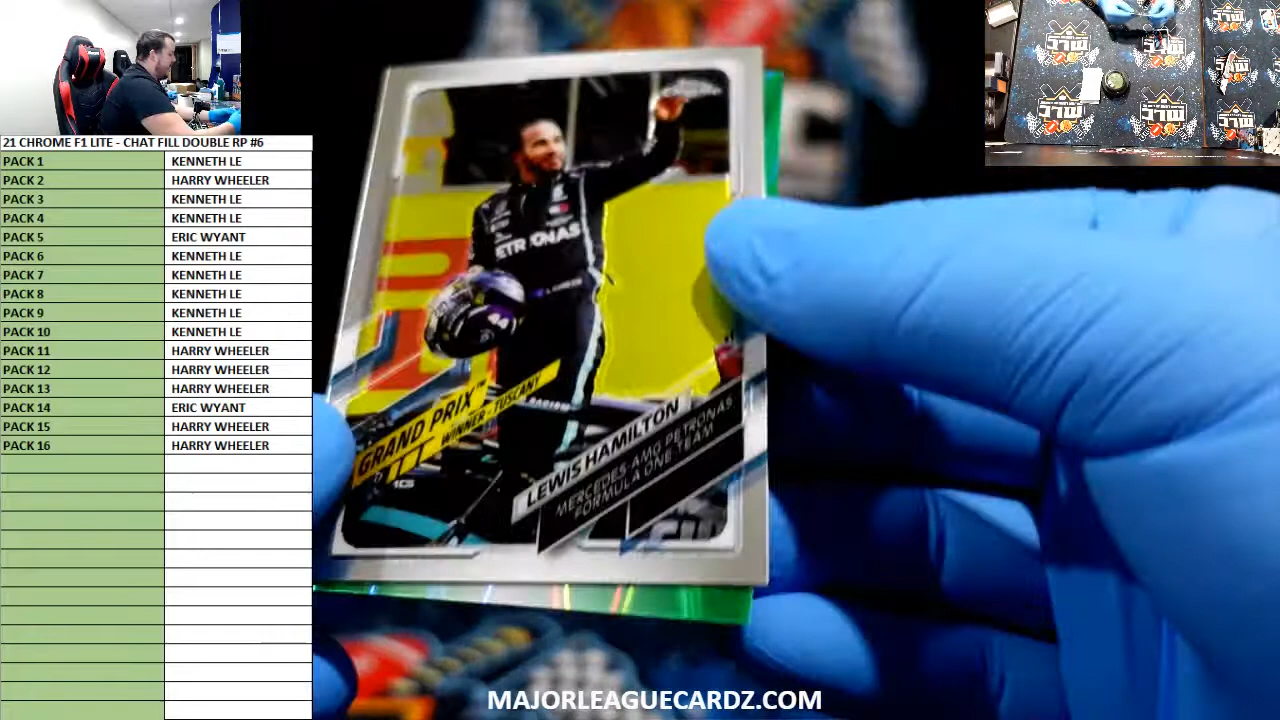 21 CHROME F1 LITE - CHAT FILL DOUBLE RP #6
PACK 1 KENNETH LE
PACK 2 HARRY WHEELER
PACK 3 KENNETH LE
PACK 4 KENNETH LE
PACK 5 ERIC WYANT
PACK 6 KENNETH LE
PACK 7 KENNETH LE
PACK 8 KENNETH LE
PACK 9 KENNETH LE
PACK 10 KENNETH LE
PACK 11 HARRY WHEELER
PACK 12 HARRY WHEELER
PACK 13 HARRY WHEELER
PACK 14 ERIC WYANT
PACK 15 HARRY WHEELER
PACK 16 HARRY WHEELER
PETRONAS
44
GRAND PRIX™
WINNER - TUSCANY
LEWIS HAMILTON
MERCEDES-AMG PETRONAS
FORMULA ONE TEAM
MAJORLEAGUECARDZ.COM